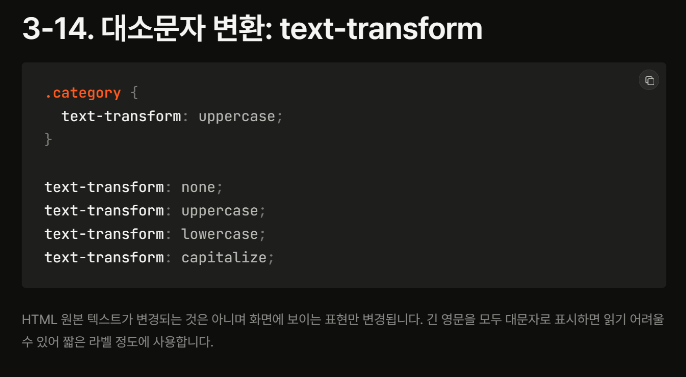 3-14. 대소문자 변환: text-transform
.category {
  text-transform: uppercase;
}

text-transform: none;
text-transform: uppercase;
text-transform: lowercase;
text-transform: capitalize;
HTML 원본 텍스트가 변경되는 것은 아니며 화면에 보이는 표현만 변경됩니다. 긴 영문을 모두 대문자로 표시하면 읽기 어려울
수 있어 짧은 라벨 정도에 사용합니다.